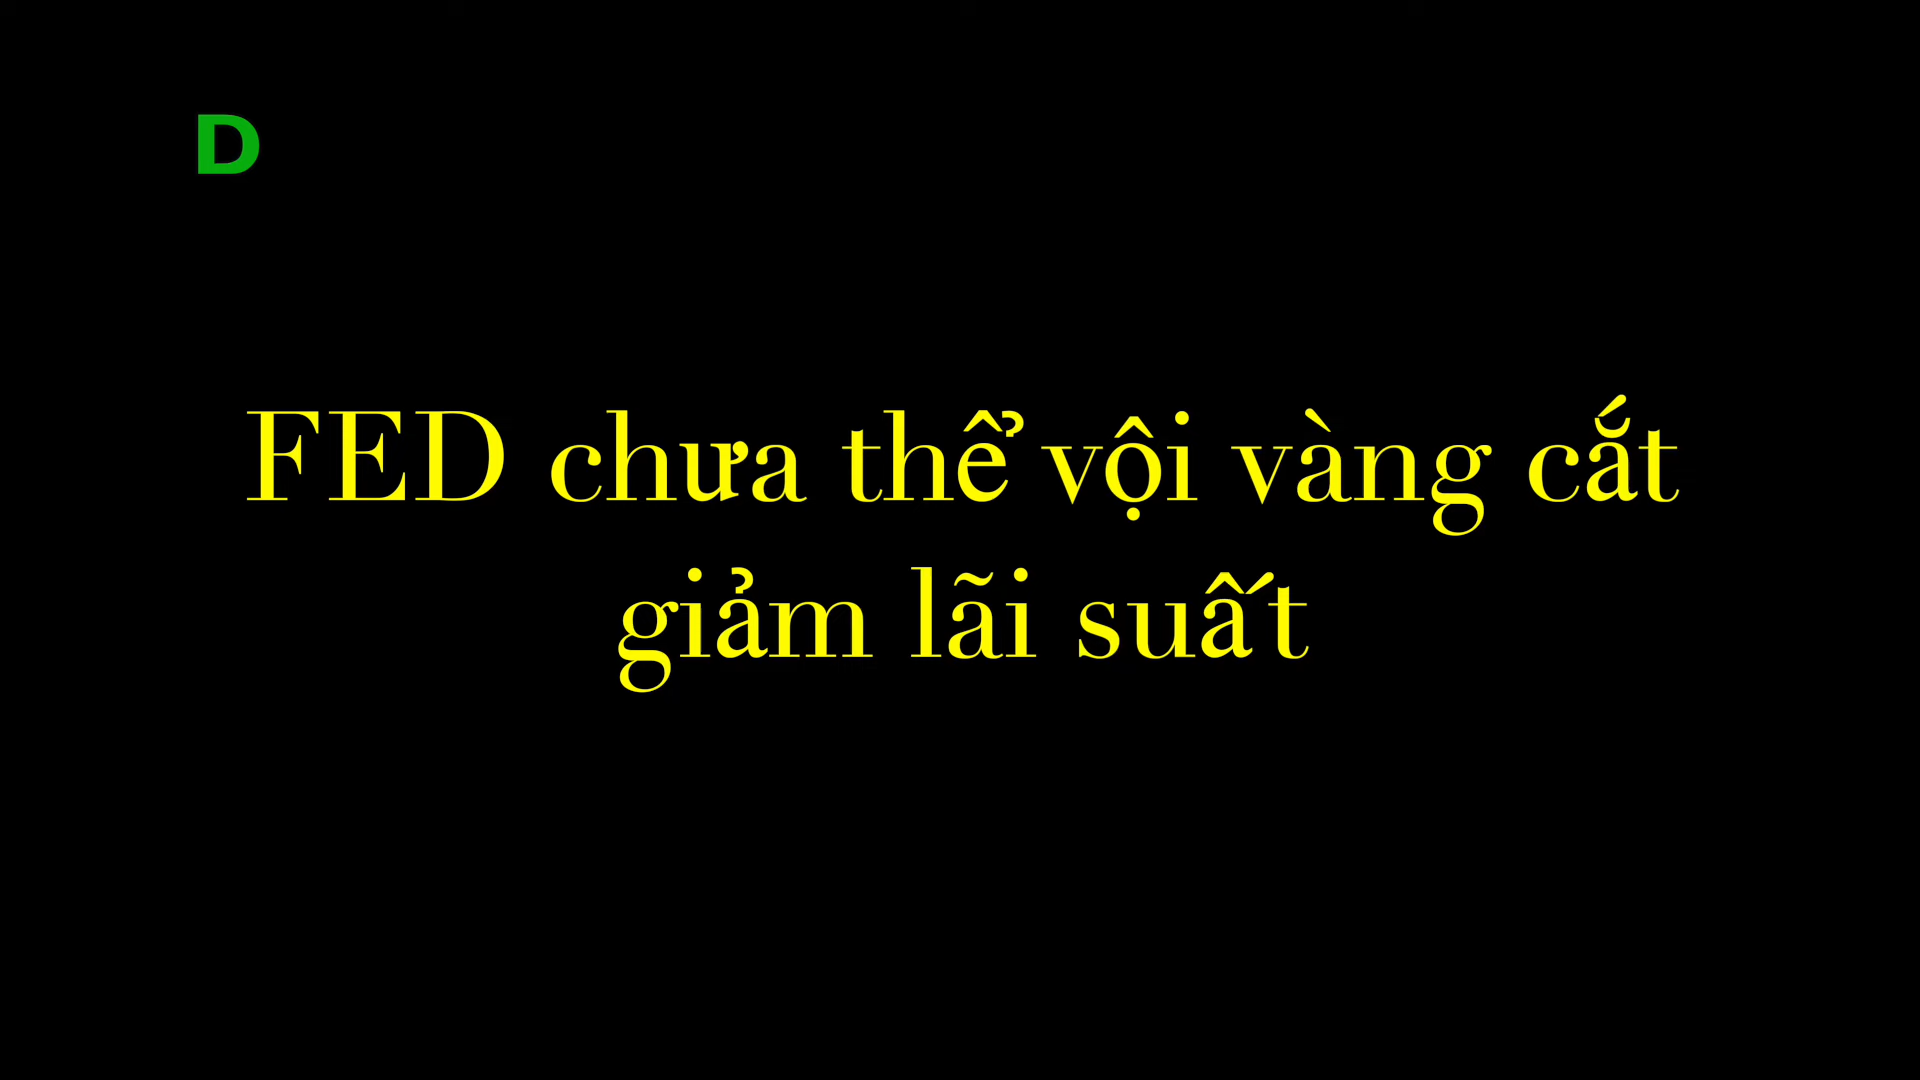 D
FED chưa thể vội vàng cắt
giảm lãi suất